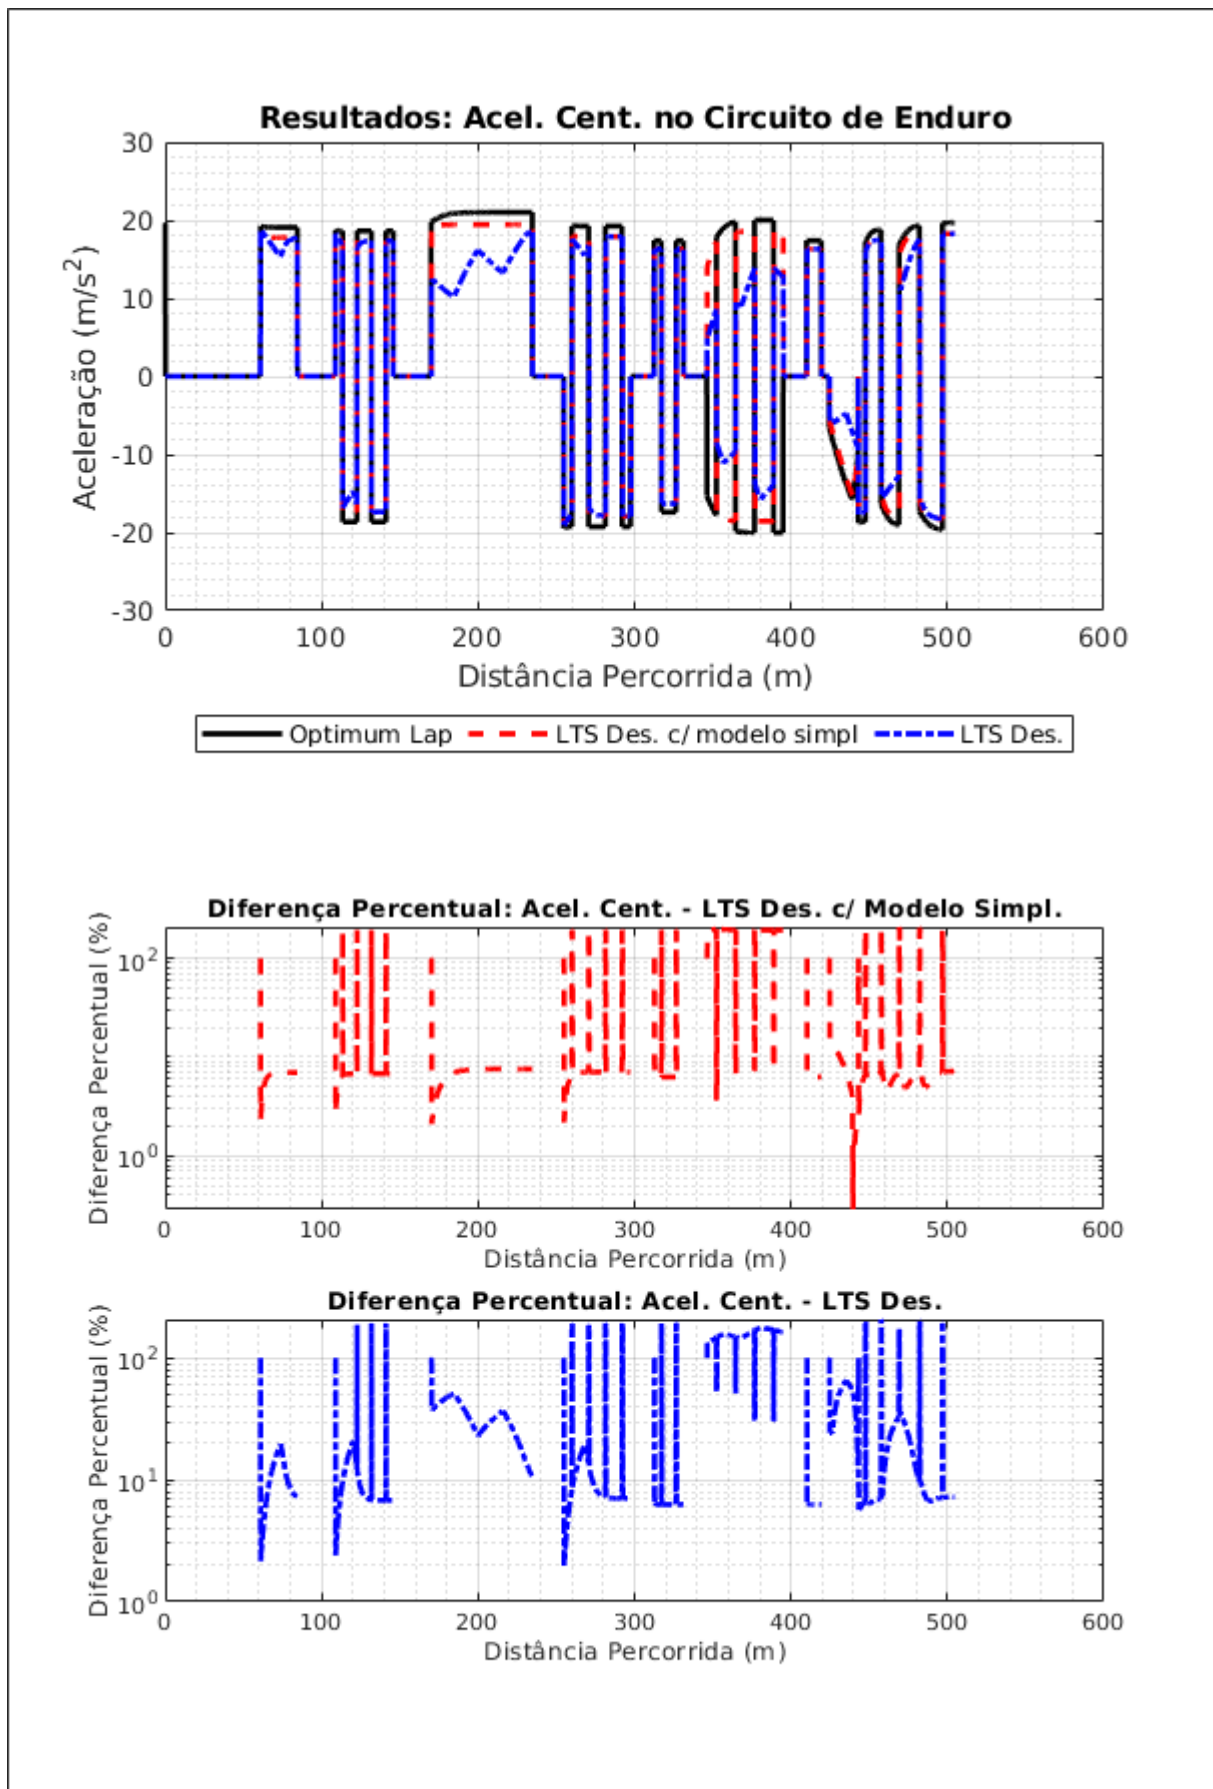 Resultados: Acel. Cent. no Circuito de Enduro
Aceleração (m/s²)
30
20
10
0
-10
-20
-30
0 100 200 300 400 500 600
Distância Percorrida (m)
Optimum Lap LTS Des. c/ modelo simpl LTS Des.
Diferença Percentual: Acel. Cent. - LTS Des. c/ Modelo Simpl.
Diferença Percentual (%)
10²
10⁰
0 100 200 300 400 500 600
Distância Percorrida (m)
Diferença Percentual: Acel. Cent. - LTS Des.
Diferença Percentual (%)
10²
10¹
10⁰
0 100 200 300 400 500 600
Distância Percorrida (m)